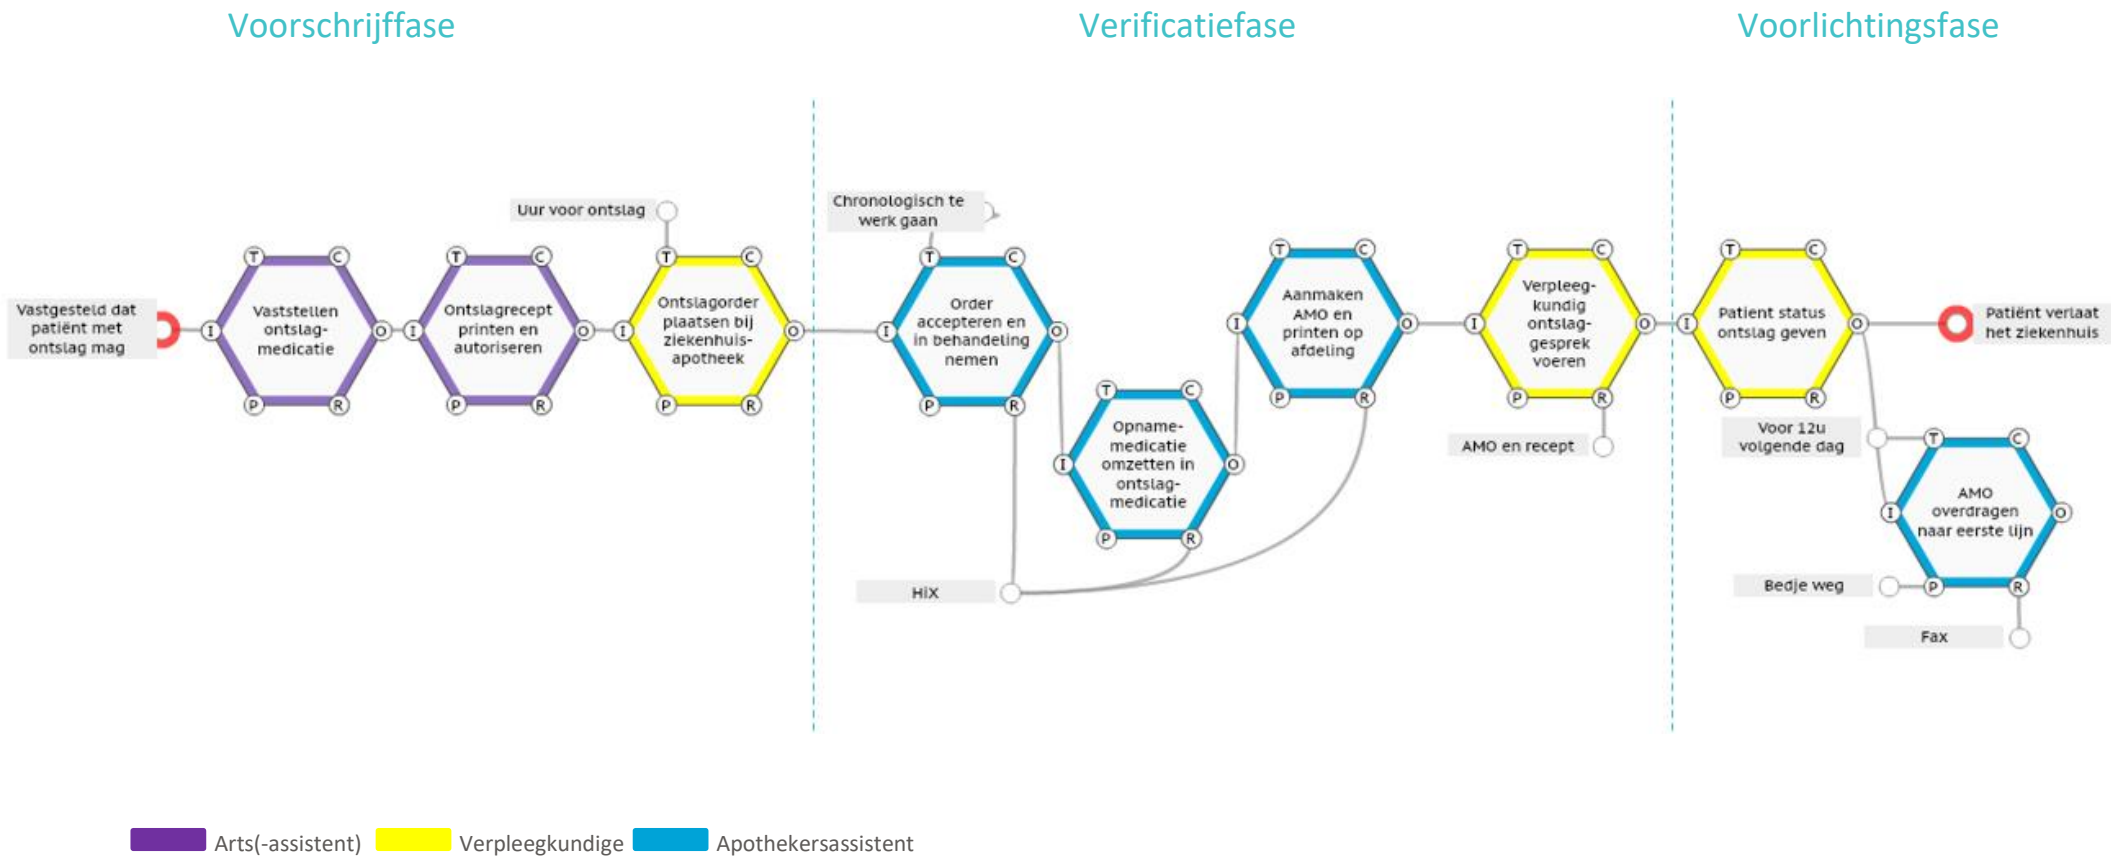 Voorschrijffase
Verificatiefase
Voorlichtingsfase
Vastgesteld dat
patiënt met
ontslag mag
I
T
C
Vaststellen
ontslag-
medicatie
P
R
O
I
T
C
Ontslagrecept
printen en
autoriseren
P
R
O
Uur voor ontslag
I
T
C
Ontslagorder
plaatsen bij
ziekenhuis-
apotheek
P
R
O
Chronologisch te
werk gaan
I
T
C
Order
accepteren en
in behandeling
nemen
P
R
O
I
T
C
Opname-
medicatie
omzetten in
ontslag-
medicatie
P
R
O
HiX
I
T
C
Aanmaken
AMO en
printen op
afdeling
P
R
O
I
T
C
Verpleeg-
kundig
ontslag-
gesprek
voeren
P
R
O
AMO en recept
I
T
C
Patient status
ontslag geven
P
R
O
Patiënt verlaat
het ziekenhuis
Voor 12u
volgende dag
I
T
C
AMO
overdragen
naar eerste lijn
P
R
O
Bedje weg
Fax
Arts(-assistent)
Verpleegkundige
Apothekersassistent